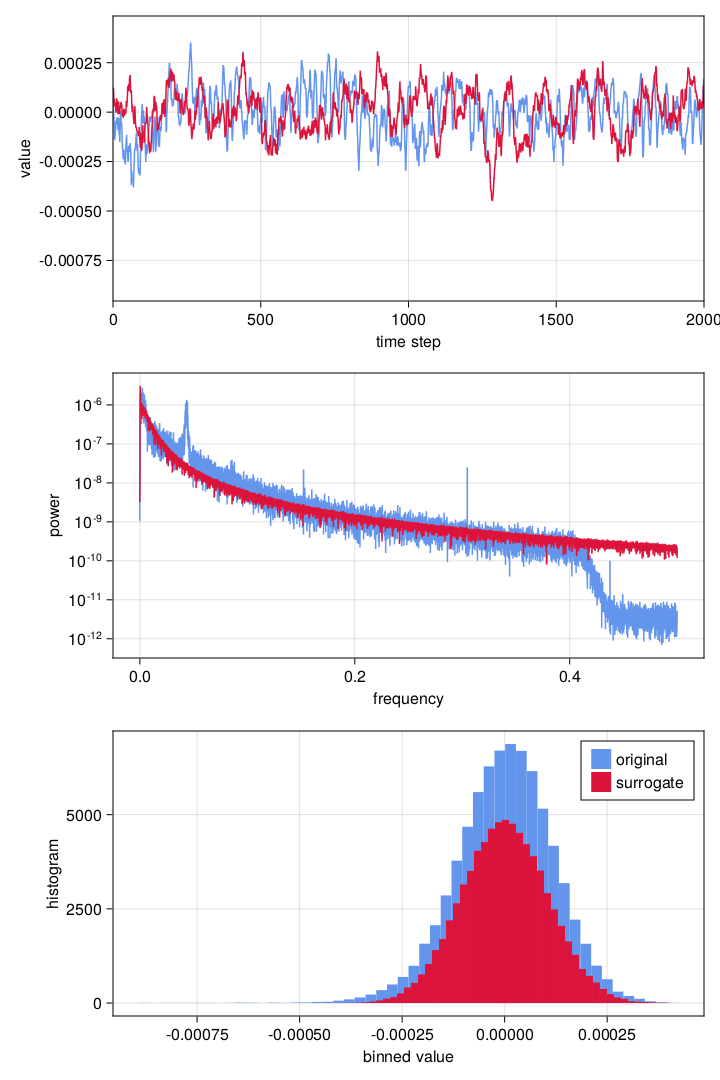 0.00025
0.00000
-0.00025
-0.00050
-0.00075
value
0 500 1000 1500 2000
time step
10-6
10-7
10-8
10-9
10-10
10-11
10-12
power
0.0 0.2 0.4
frequency
original
surrogate
5000
2500
0
histogram
-0.00075 -0.00050 -0.00025 0.00000 0.00025
binned value